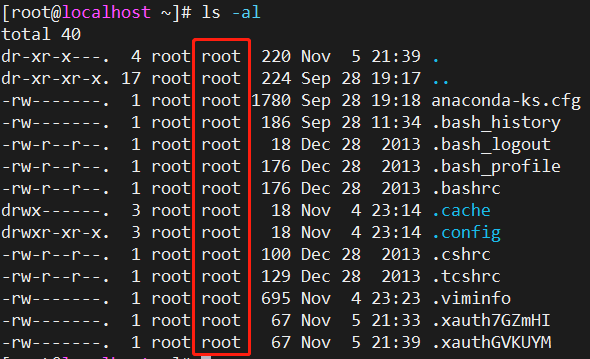 [root@localhost ~]# ls -al
total 40
dr-xr-x---.  4 root root  220 Nov  5 21:39 .
dr-xr-xr-x. 17 root root  224 Sep 28 19:17 ..
-rw-------.  1 root root 1780 Sep 28 19:18 anaconda-ks.cfg
-rw-------.  1 root root  186 Sep 28 11:34 .bash_history
-rw-r--r--.  1 root root   18 Dec 28  2013 .bash_logout
-rw-r--r--.  1 root root  176 Dec 28  2013 .bash_profile
-rw-r--r--.  1 root root  176 Dec 28  2013 .bashrc
drwx------.  3 root root   18 Nov  4 23:14 .cache
drwxr-xr-x.  3 root root   18 Nov  4 23:14 .config
-rw-r--r--.  1 root root  100 Dec 28  2013 .cshrc
-rw-r--r--.  1 root root  129 Dec 28  2013 .tcshrc
-rw-------.  1 root root  695 Nov  4 23:23 .viminfo
-rw-------.  1 root root   67 Nov  5 21:33 .xauth7GZmHI
-rw-------.  1 root root   67 Nov  5 21:39 .xauthGVKUYM
[root@localhost ~]#